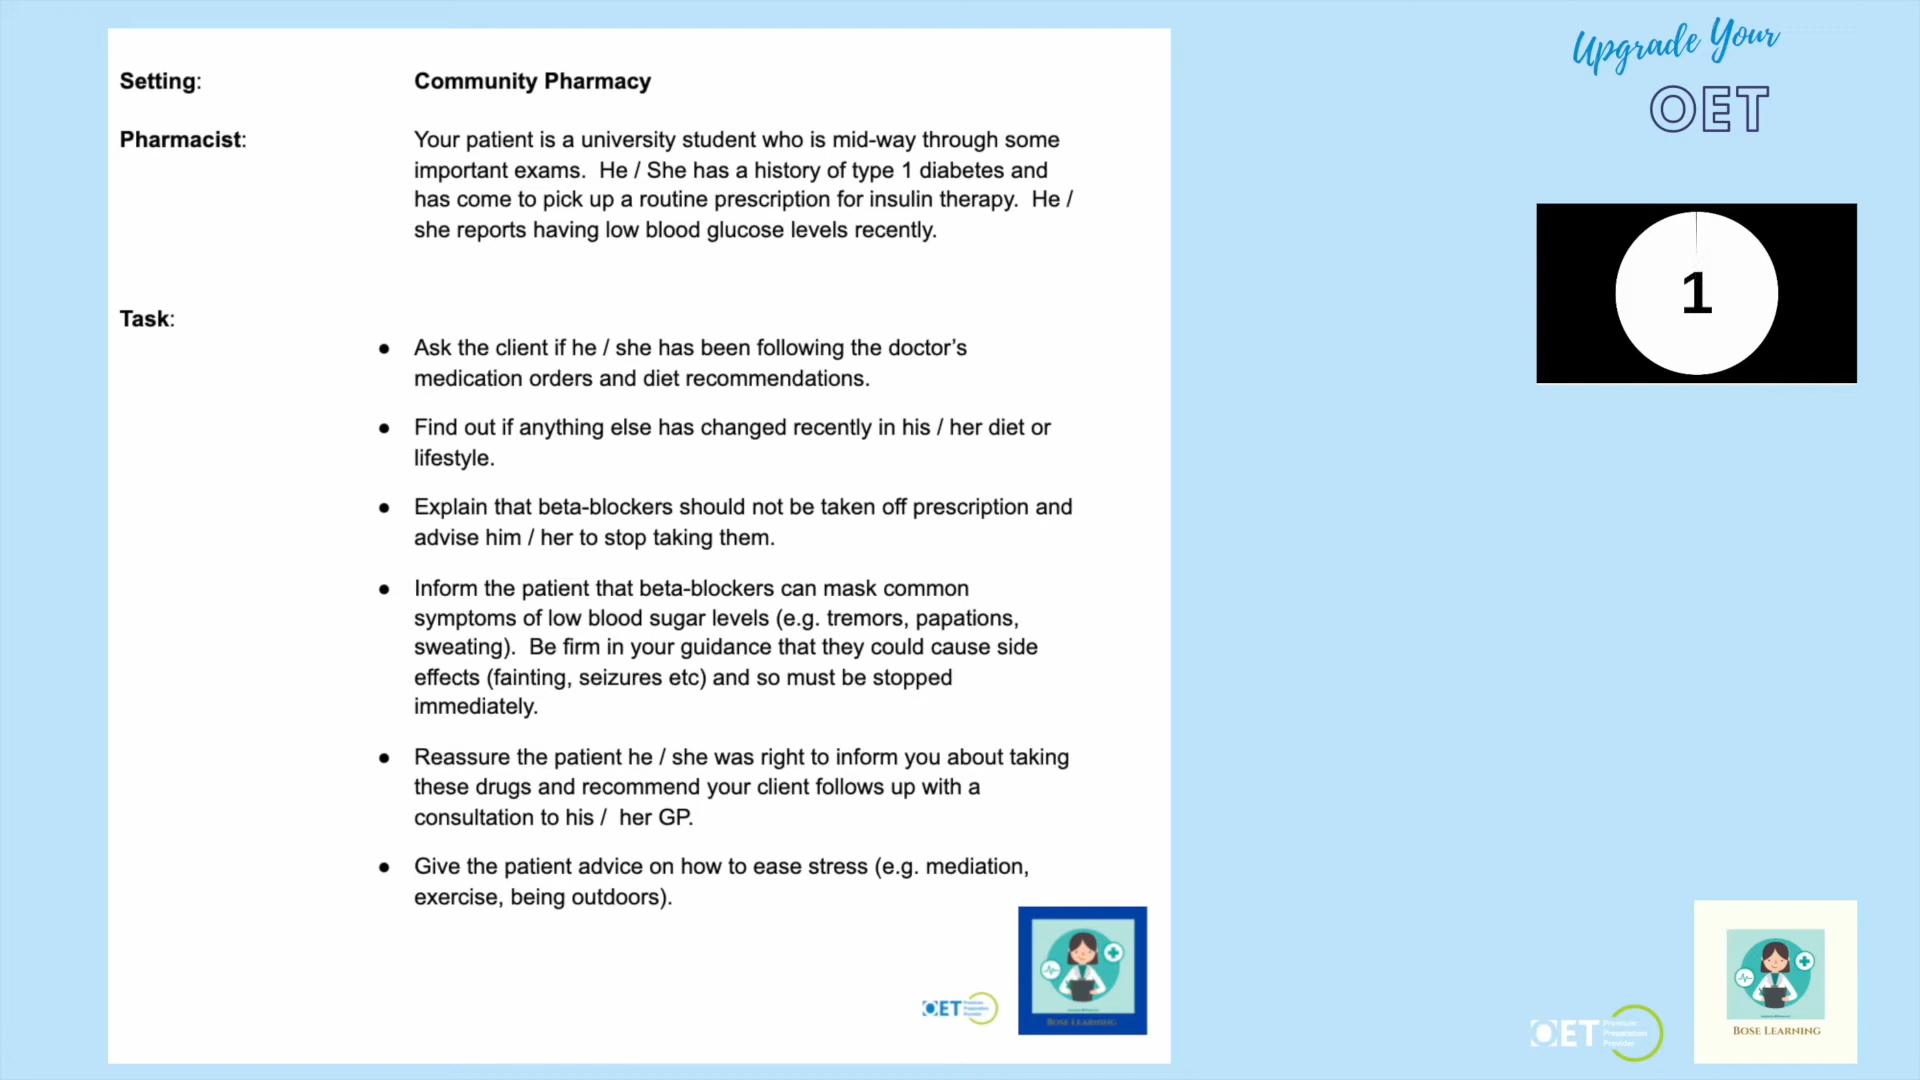 Upgrade Your
OET
Setting: Community Pharmacy
Pharmacist: Your patient is a university student who is mid-way through some
important exams. He / She has a history of type 1 diabetes and
has come to pick up a routine prescription for insulin therapy. He /
she reports having low blood glucose levels recently.
1
Task:
● Ask the client if he / she has been following the doctor’s
medication orders and diet recommendations.
● Find out if anything else has changed recently in his / her diet or
lifestyle.
● Explain that beta-blockers should not be taken off prescription and
advise him / her to stop taking them.
● Inform the patient that beta-blockers can mask common
symptoms of low blood sugar levels (e.g. tremors, papations,
sweating). Be firm in your guidance that they could cause side
effects (fainting, seizures etc) and so must be stopped
immediately.
● Reassure the patient he / she was right to inform you about taking
these drugs and recommend your client follows up with a
consultation to his / her GP.
● Give the patient advice on how to ease stress (e.g. mediation,
exercise, being outdoors).
OET Premium
Preparation
Provider
BOSE LEARNING
OET Premium
Preparation
Provider
BOSE LEARNING